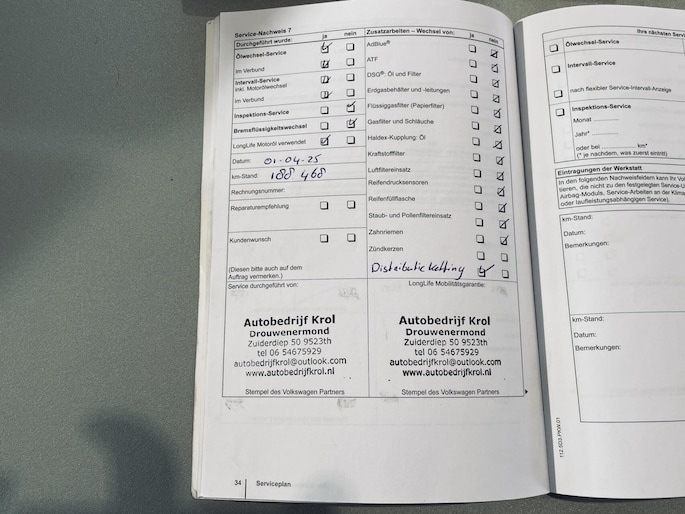 Service-Nachweis 7
Durchgeführt wurde: ja nein
Ölwechsel-Service
im Verbund
Intervall-Service
inkl. Motorölwechsel
im Verbund
Inspektions-Service
Bremsflüssigkeitswechsel
LongLife Motoröl verwendet
Datum: 01-04-25
km-Stand: 188 468
Rechnungsnummer:
Reparaturempfehlung
Kundenwunsch
(Diesen bitte auch auf dem
Auftrag vermerken.)
Service durchgeführt von:
Autobedrijf Krol
Drouwenermond
Zuiderdiep 50 9523th
tel 06 54675929
autobedrijfkrol@outlook.com
www.autobedrijfkrol.nl
Stempel des Volkswagen Partners
Zusatzarbeiten – Wechsel von: ja nein
AdBlue®
ATF
DSG®: Öl und Filter
Erdgasbehälter und -leitungen
Flüssiggasfilter (Papierfilter)
Gasfilter und Schläuche
Haldex-Kupplung: Öl
Kraftstofffilter
Luftfiltereinsatz
Reifendrucksensoren
Reifenfüllflasche
Staub- und Pollenfiltereinsatz
Zahnriemen
Zündkerzen
Distributie ketting
LongLife Mobilitätsgarantie:
Autobedrijf Krol
Drouwenermond
Zuiderdiep 50 9523th
tel 06 54675929
autobedrijfkrol@outlook.com
www.autobedrijfkrol.nl
Stempel des Volkswagen Partners
34 Serviceplan
Ihre nächsten
Ölwechsel-Service
Intervall-Service
nach flexibler Service-Intervall-Anzeige
Inspektions-Service
Monat
Jahr*
oder bei km*
(* je nachdem, was zuerst eintritt)
Eintragungen der Werkstatt
In den folgenden Nachweisfeldern kann Ihr
tieren, die nicht zu den festgelegten Service-
Airbag-Moduls, Service-Arbeiten an der
oder laufleistungsabhängigen Service).
km-Stand:
Datum:
Bemerkungen:
km-Stand:
Datum:
Bemerkungen:
112.5D3.PKW.01